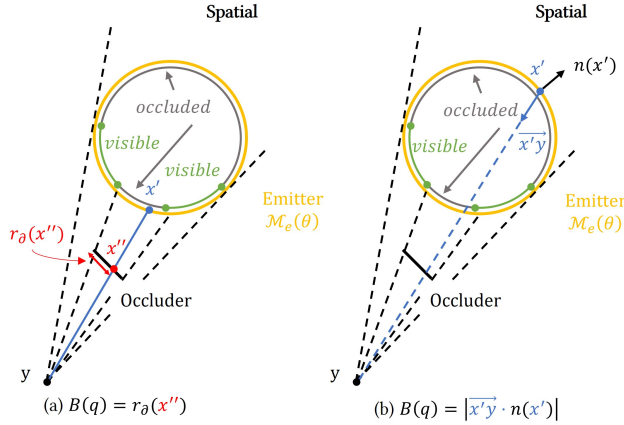 Spatial
occluded
visible
visible
x′
Emitter
ℳₑ(θ)
r∂(x′′)
x′′
Occluder
y
(a) B(q) = r∂(x′′)
Spatial
x′
n(x′)
occluded
x′y
visible
Emitter
ℳₑ(θ)
Occluder
y
(b) B(q) = |x′y⃗ · n(x′)|